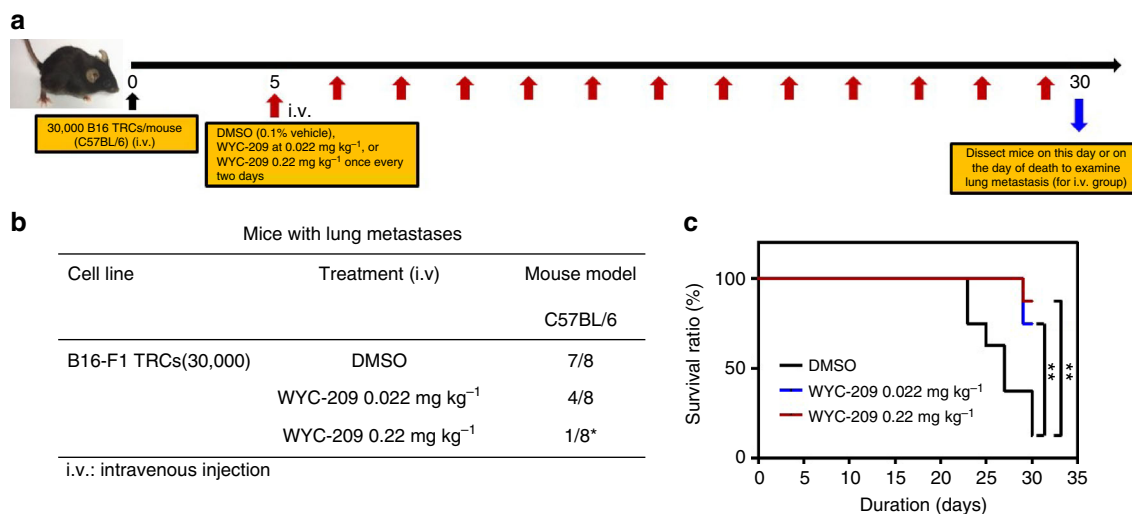 a
0
5
30
i.v.
30,000 B16 TRCs/mouse
(C57BL/6) (i.v.)
DMSO (0.1% vehicle),
WYC-209 at 0.022 mg kg⁻¹, or
WYC-209 0.22 mg kg⁻¹ once every
two days
Dissect mice on this day or on
the day of death to examine
lung metastasis (for i.v. group)
b
Mice with lung metastases
Cell line Treatment (i.v) Mouse model
C57BL/6
B16-F1 TRCs(30,000) DMSO 7/8
WYC-209 0.022 mg kg⁻¹ 4/8
WYC-209 0.22 mg kg⁻¹ 1/8*
i.v.: intravenous injection
c
Survival ratio (%)
100
50
0
DMSO
WYC-209 0.022 mg kg⁻¹
WYC-209 0.22 mg kg⁻¹
**
**
0 5 10 15 20 25 30 35
Duration (days)